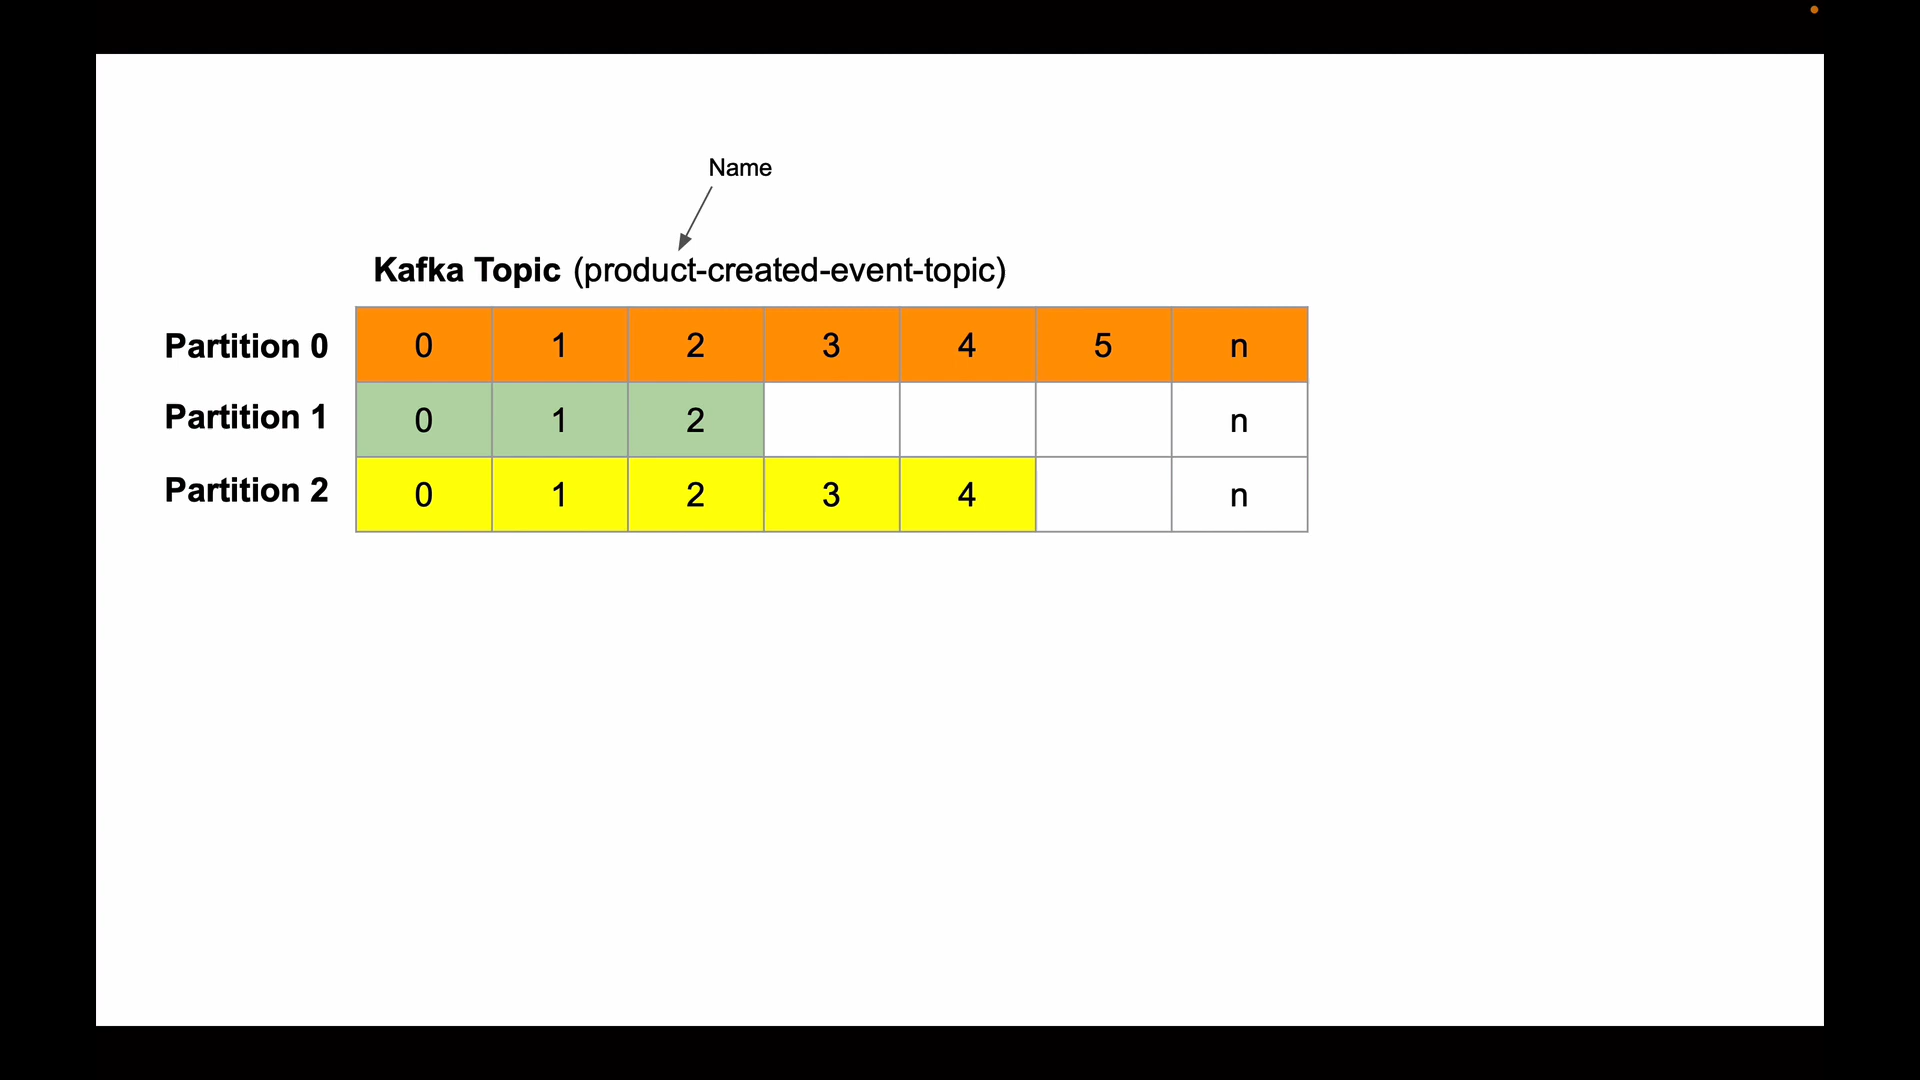 Name
Kafka Topic (product-created-event-topic)
Partition 0 0 1 2 3 4 5 n
Partition 1 0 1 2 n
Partition 2 0 1 2 3 4 n